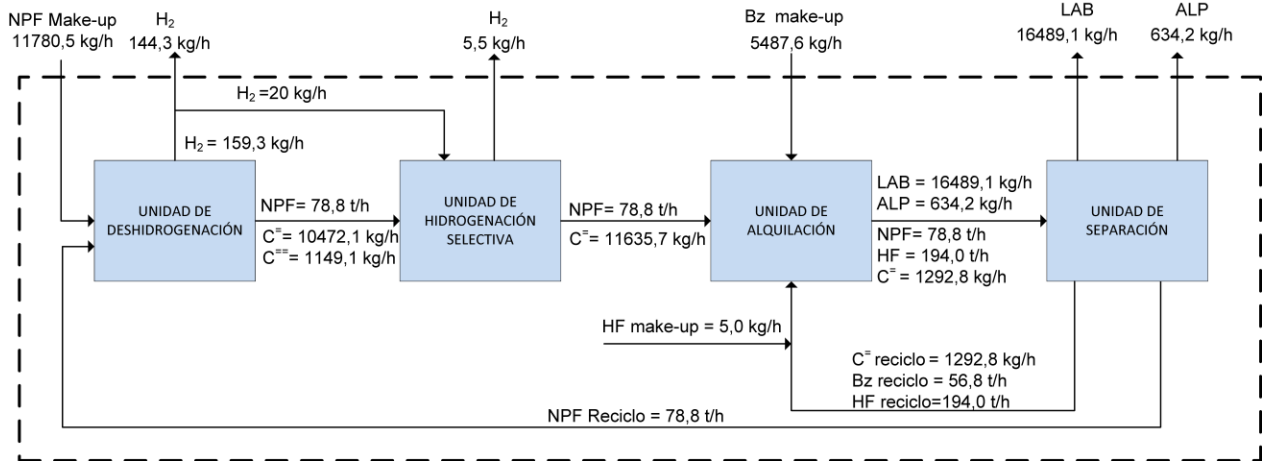 NPF Make-up
11780,5 kg/h
H₂
144,3 kg/h
H₂
5,5 kg/h
Bz make-up
5487,6 kg/h
LAB
16489,1 kg/h
ALP
634,2 kg/h
H₂ =20 kg/h
H₂ = 159,3 kg/h
UNIDAD DE
DESHIDROGENACIÓN
NPF= 78,8 t/h
C⁼= 10472,1 kg/h
C⁼⁼= 1149,1 kg/h
UNIDAD DE
HIDROGENACIÓN
SELECTIVA
NPF= 78,8 t/h
C⁼= 11635,7 kg/h
UNIDAD DE
ALQUILACIÓN
LAB = 16489,1 kg/h
ALP = 634,2 kg/h
NPF= 78,8 t/h
HF = 194,0 t/h
C⁼ = 1292,8 kg/h
UNIDAD DE
SEPARACIÓN
HF make-up = 5,0 kg/h
C⁼ reciclo = 1292,8 kg/h
Bz reciclo = 56,8 t/h
HF reciclo=194,0 t/h
NPF Reciclo = 78,8 t/h